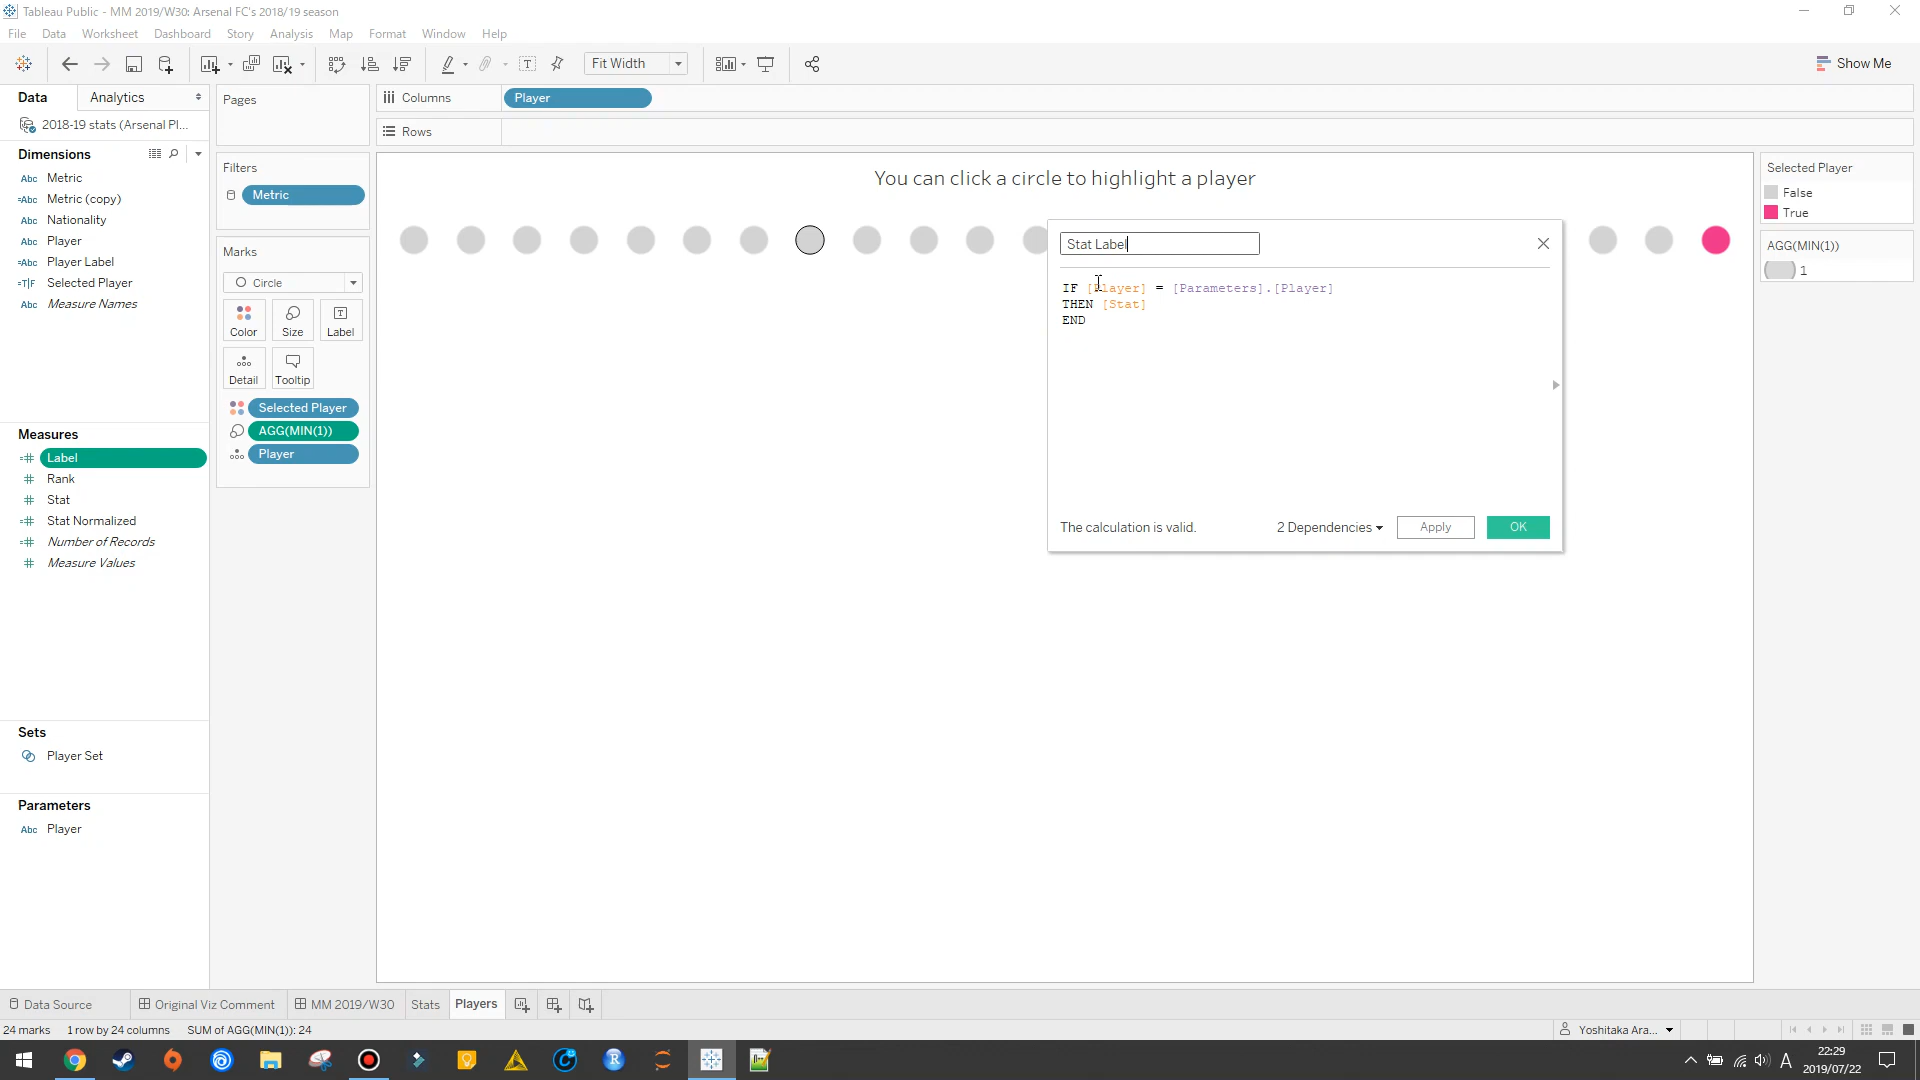 Tableau Public - MM 2019/W30: Arsenal FC's 2018/19 season
File Data Worksheet Dashboard Story Analysis Map Format Window Help
Fit Width
Show Me
Data Analytics
2018-19 stats (Arsenal Pl...
Dimensions
Abc Metric
=Abc Metric (copy)
Abc Nationality
Abc Player
=Abc Player Label
=T|F Selected Player
Abc Measure Names
Measures
Label
Rank
Stat
Stat Normalized
Number of Records
Measure Values
Sets
Player Set
Parameters
Abc Player
Pages
Filters
Metric
Marks
Circle
Color Size Label
Detail Tooltip
Selected Player
AGG(MIN(1))
Player
Columns Player
Rows
You can click a circle to highlight a player
Stat Label
IF [Player] = [Parameters].[Player]
THEN [Stat]
END
The calculation is valid.
2 Dependencies
Apply
OK
Selected Player
False
True
AGG(MIN(1))
1
Data Source Original Viz Comment MM 2019/W30 Stats Players
24 marks 1 row by 24 columns SUM of AGG(MIN(1)): 24
Yoshitaka Ara...
A
22:29
2019/07/22